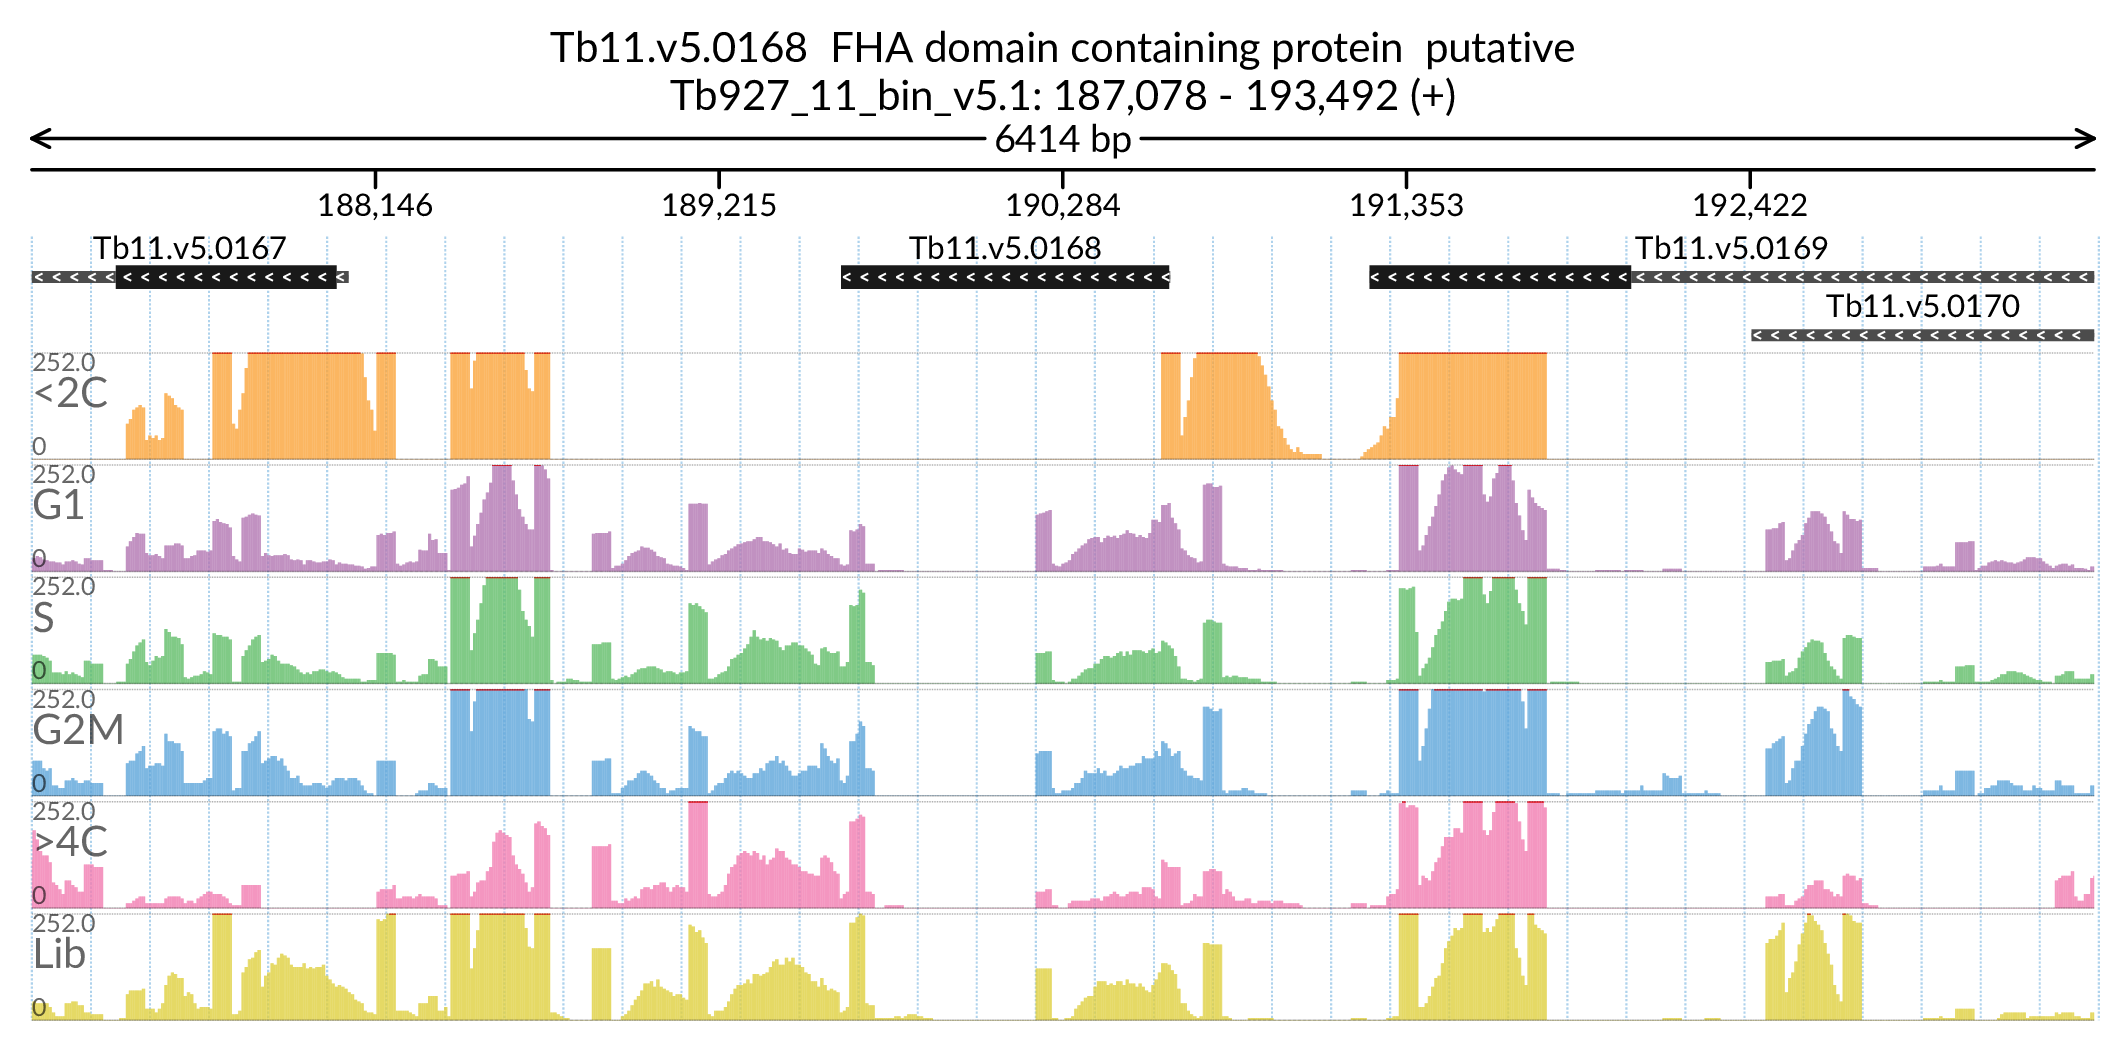 Tb11.v5.0168  FHA domain containing protein  putative
Tb927_11_bin_v5.1: 187,078 - 193,492 (+)
6414 bp
188,146 189,215 190,284 191,353 192,422
Tb11.v5.0167 Tb11.v5.0168 Tb11.v5.0169
Tb11.v5.0170
252.0
<2C
0
252.0
G1
0
252.0
S
0
252.0
G2M
0
252.0
>4C
0
252.0
Lib
0